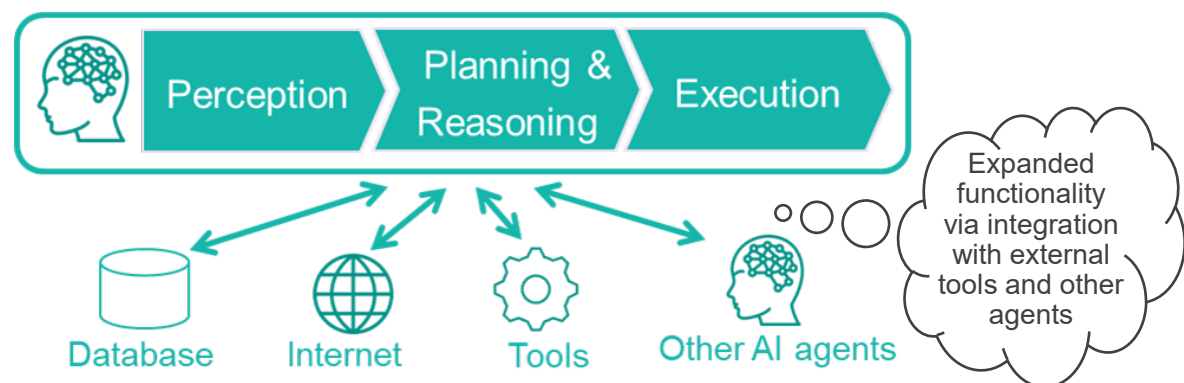 Perception
Planning &
Reasoning
Execution
Expanded
functionality
via integration
with external
tools and other
agents
Database
Internet
Tools
Other AI agents